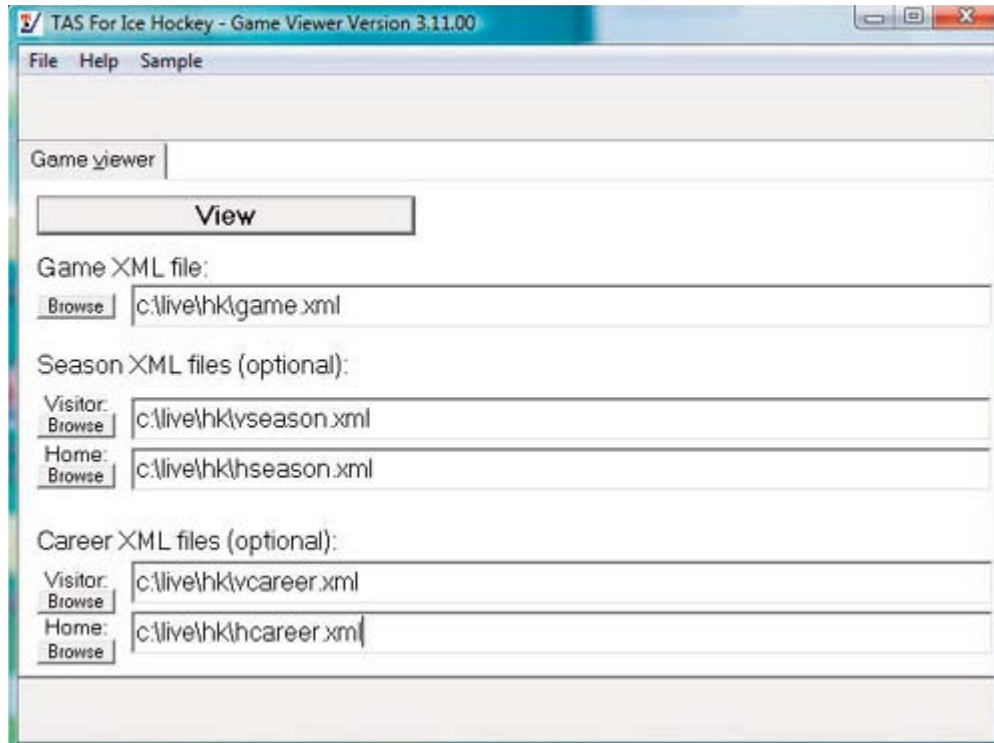 TAS For Ice Hockey - Game Viewer Version 3.11.00
File Help Sample
Game viewer
View
Game XML file:
Browse c:\live\hk\game.xml
Season XML files (optional):
Visitor:
Browse c:\live\hk\vseason.xml
Home:
Browse c:\live\hk\hseason.xml
Career XML files (optional):
Visitor:
Browse c:\live\hk\vcareer.xml
Home:
Browse c:\live\hk\hcareer.xml